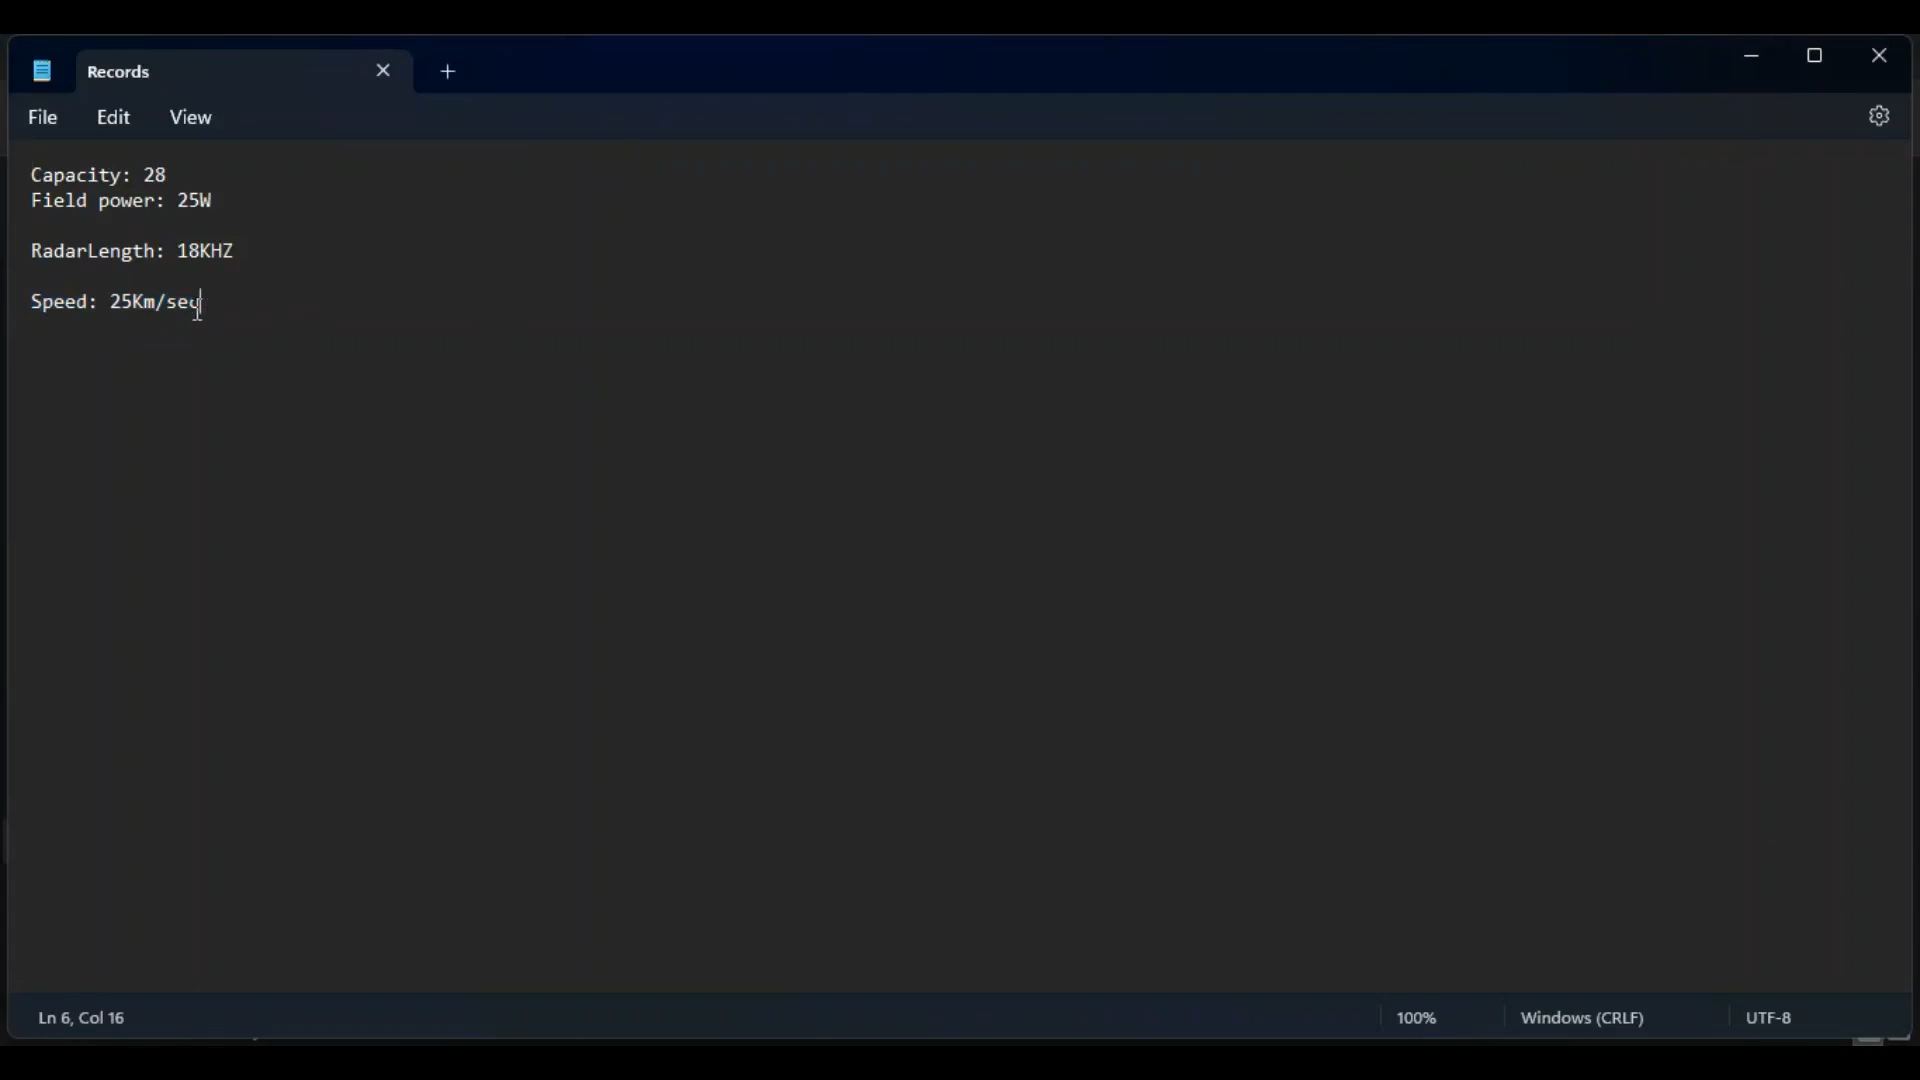 Records
File Edit View
Capacity: 28
Field power: 25W
RadarLength: 18KHZ
Speed: 25Km/sec
Ln 6, Col 16
100%
Windows (CRLF)
UTF-8